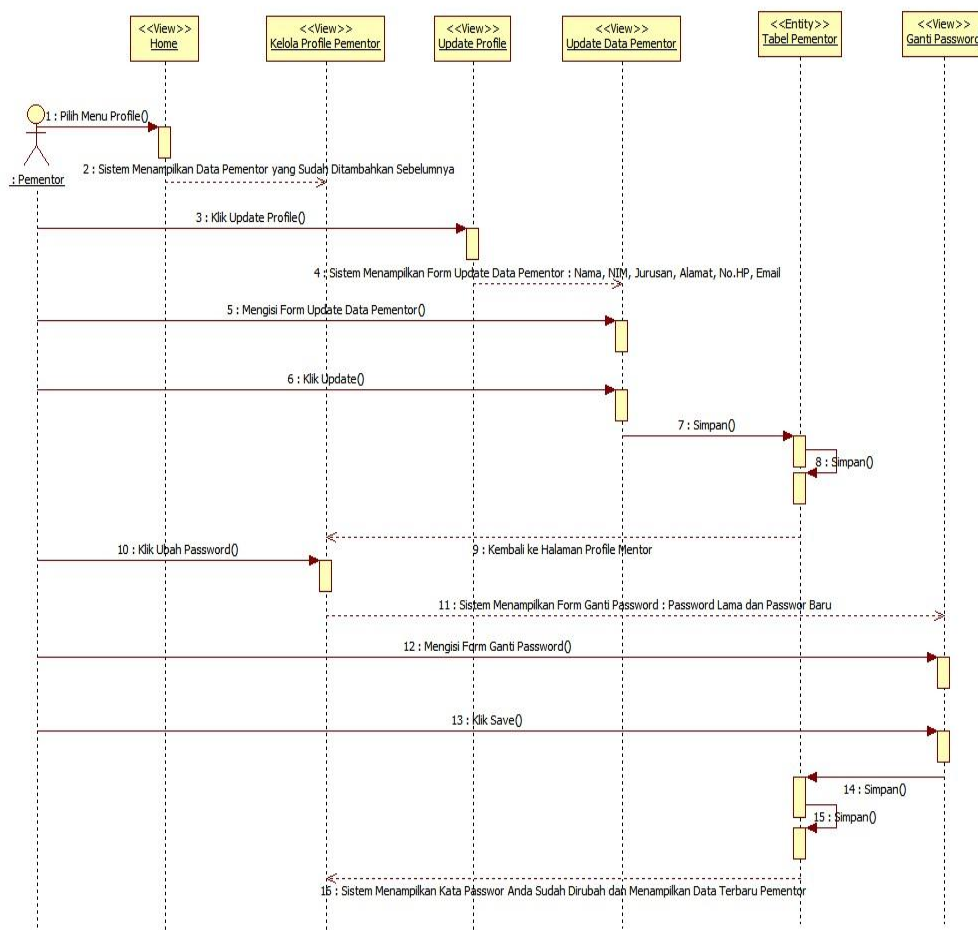 <<View>>
Home
<<View>>
Kelola Profile Pementor
<<View>>
Update Profile
<<View>>
Update Data Pementor
<<Entity>>
Tabel Pementor
<<View>>
Ganti Password
: Pementor
1 : Pilih Menu Profile()
2 : Sistem Menampilkan Data Pementor yang Sudah Ditambahkan Sebelumnya
3 : Klik Update Profile()
4 : Sistem Menampilkan Form Update Data Pementor : Nama, NIM, Jurusan, Alamat, No.HP, Email
5 : Mengisi Form Update Data Pementor()
6 : Klik Update()
7 : Simpan()
8 : Simpan()
9 : Kembali ke Halaman Profile Mentor
10 : Klik Ubah Password()
11 : Sistem Menampilkan Form Ganti Password : Password Lama dan Passwor Baru
12 : Mengisi Form Ganti Password()
13 : Klik Save()
14 : Simpan()
15 : Simpan()
16 : Sistem Menampilkan Kata Passwor Anda Sudah Dirubah dan Menampilkan Data Terbaru Pementor